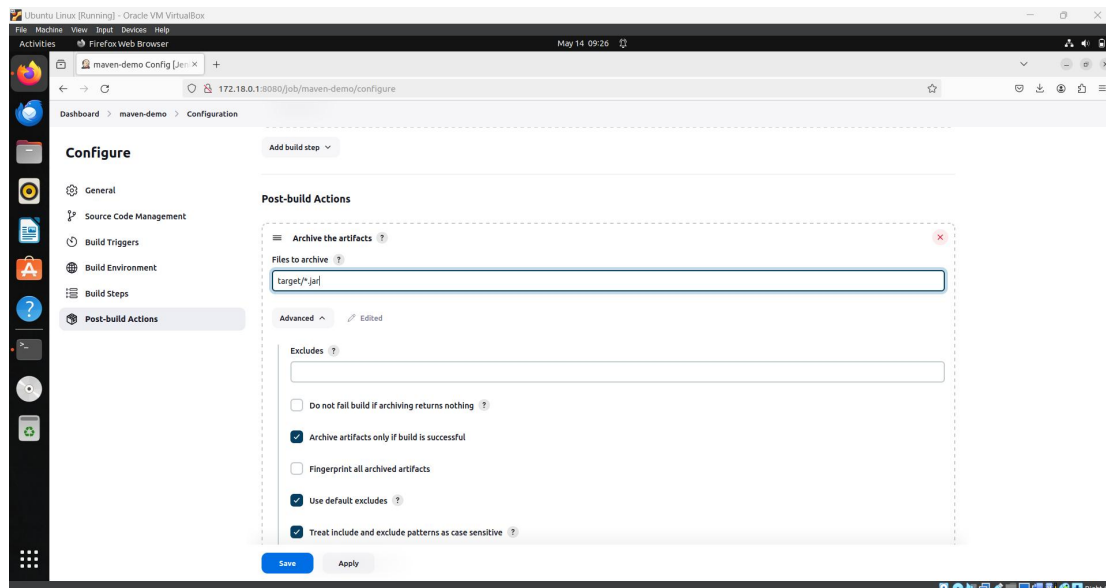 Ubuntu Linux [Running] - Oracle VM VirtualBox
File Machine View Input Devices Help
Activities Firefox Web Browser May 14 09:26
maven-demo Config [Jen
172.18.0.1:8080/job/maven-demo/configure
Dashboard > maven-demo > Configuration
Configure
General
Source Code Management
Build Triggers
Build Environment
Build Steps
Post-build Actions
Add build step
Post-build Actions
Archive the artifacts ?
Files to archive ?
target/*.jar
Advanced Edited
Excludes ?
Do not fail build if archiving returns nothing ?
Archive artifacts only if build is successful
Fingerprint all archived artifacts
Use default excludes ?
Treat include and exclude patterns as case sensitive ?
Save Apply